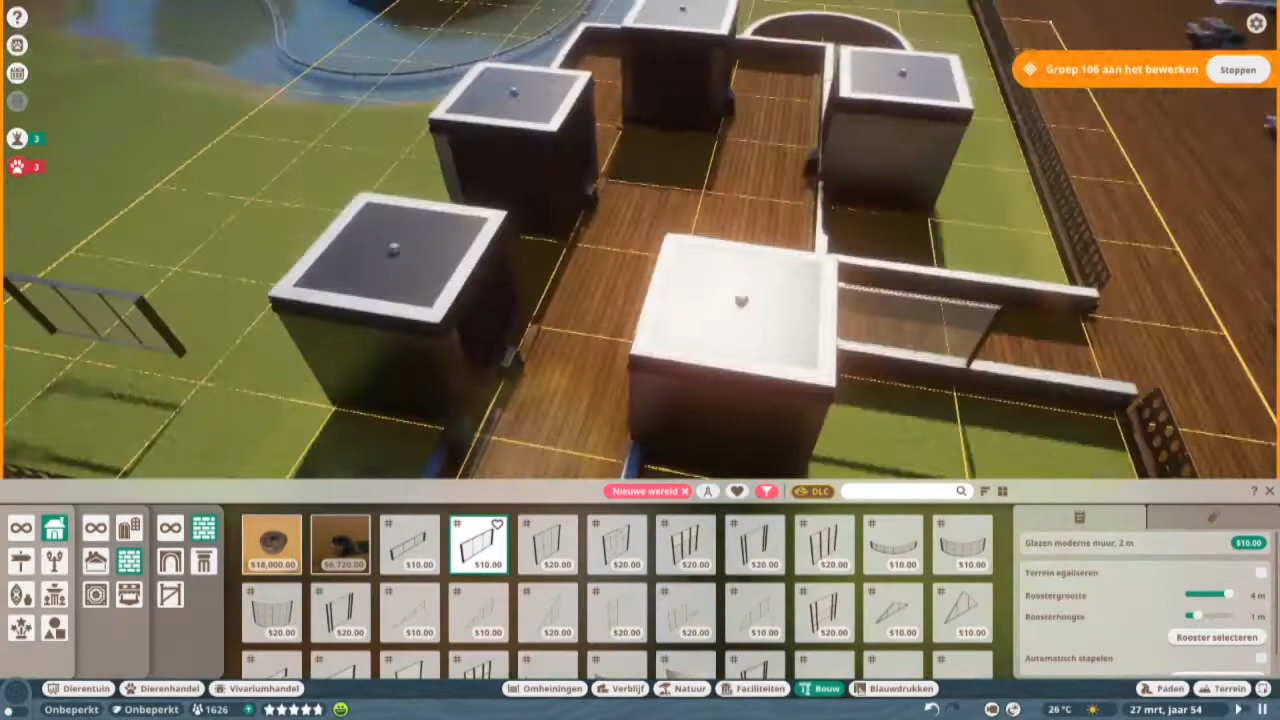 ?
Groep 106 aan het bewerken Stoppen
3
3
Nieuwe wereld × A DLC ? ×
$18,000.00 $6,720.00 $10.00 $10.00 $20.00 $20.00 $20.00 $20.00 $20.00 $10.00 $10.00
$20.00 $20.00 $10.00 $10.00 $20.00 $20.00 $20.00 $10.00 $20.00 $10.00 $10.00
Glazen moderne muur, 2 m $10.00
Terrein egaliseren
Roostergrootte 4 m
Roosterhoogte 1 m
Rooster selecteren
Automatisch stapelen
Dierentuin Dierenhandel Vivariumhandel Omheiningen Verblijf Natuur Faciliteiten Bouw Blauwdrukken Paden Terrein
Onbeperkt Onbeperkt 1626 26 °C 27 mrt, jaar 54